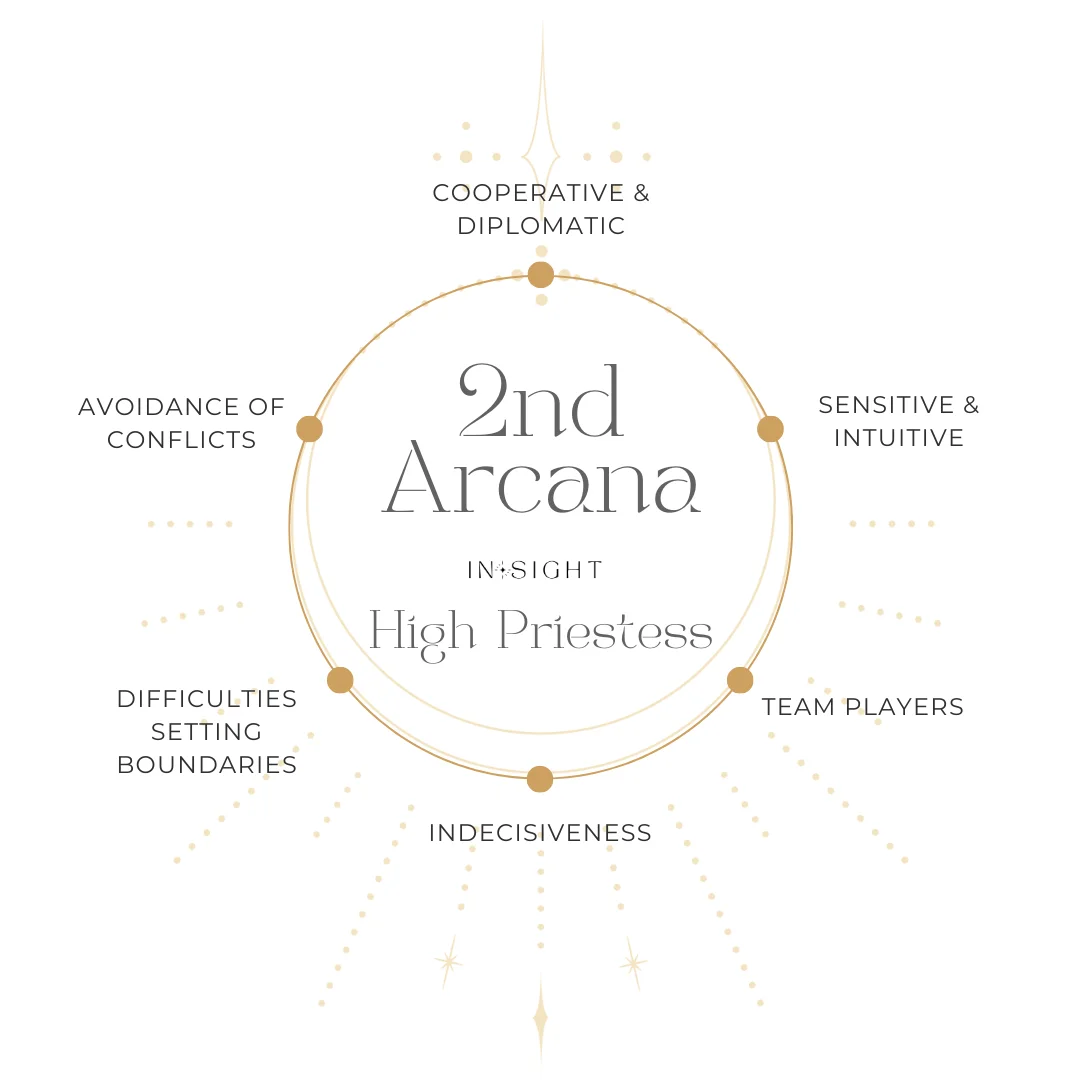 COOPERATIVE &
DIPLOMATIC
AVOIDANCE OF
CONFLICTS
SENSITIVE &
INTUITIVE
2nd
Arcana
INSIGHT
High Priestess
DIFFICULTIES
SETTING
BOUNDARIES
TEAM PLAYERS
INDECISIVENESS